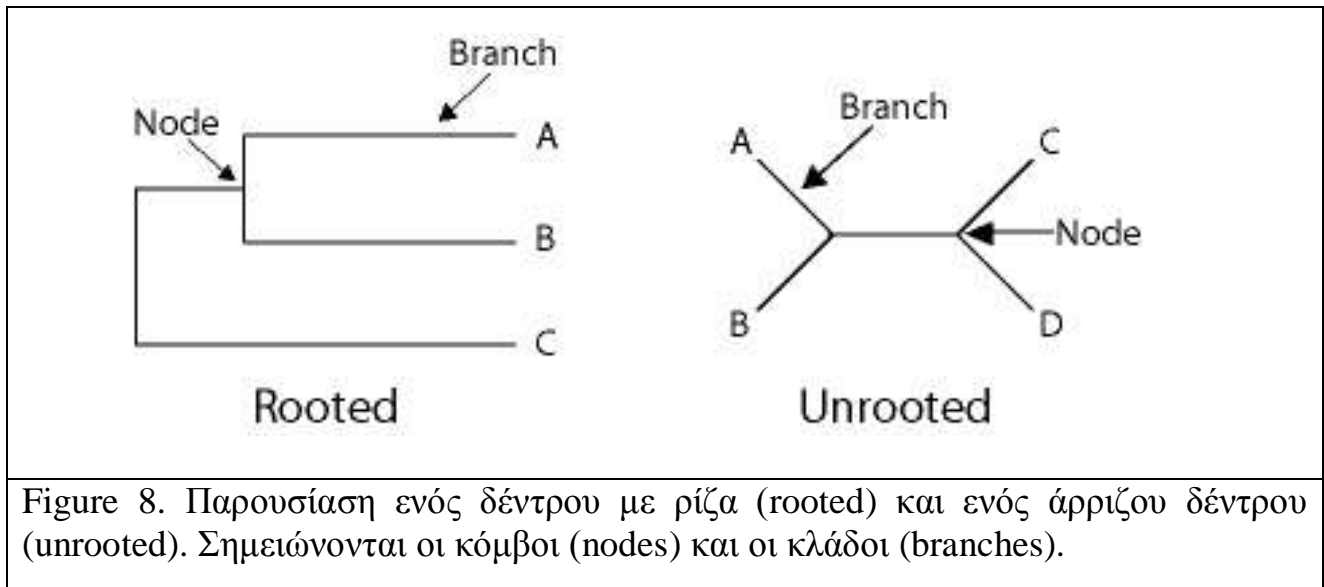 Branch
Node
A
B
C
Rooted
Branch
A
C
Node
B
D
Unrooted
Figure 8. Παρουσίαση ενός δέντρου με ρίζα (rooted) και ενός άρριζου δέντρου
(unrooted). Σημειώνονται οι κόμβοι (nodes) και οι κλάδοι (branches).